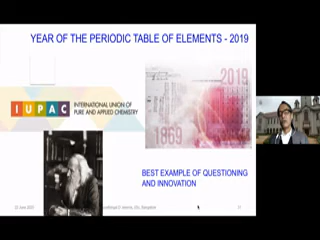 YEAR OF THE PERIODIC TABLE OF ELEMENTS - 2019
2019
IUPAC
INTERNATIONAL UNION OF
PURE AND APPLIED CHEMISTRY
1869
BEST EXAMPLE OF QUESTIONING
AND INNOVATION